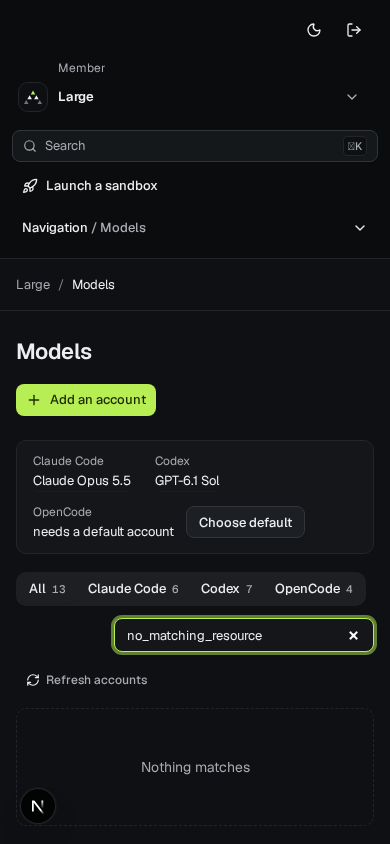 Member
Large
Search
K
Launch a sandbox
Navigation / Models
Large / Models
Models
Add an account
Claude Code
Codex
Claude Opus 5.5
GPT-6.1 Sol
OpenCode
needs a default account
Choose default
All 13 Claude Code 6 Codex 7 OpenCode 4
no_matching_resource
Refresh accounts
Nothing matches
N